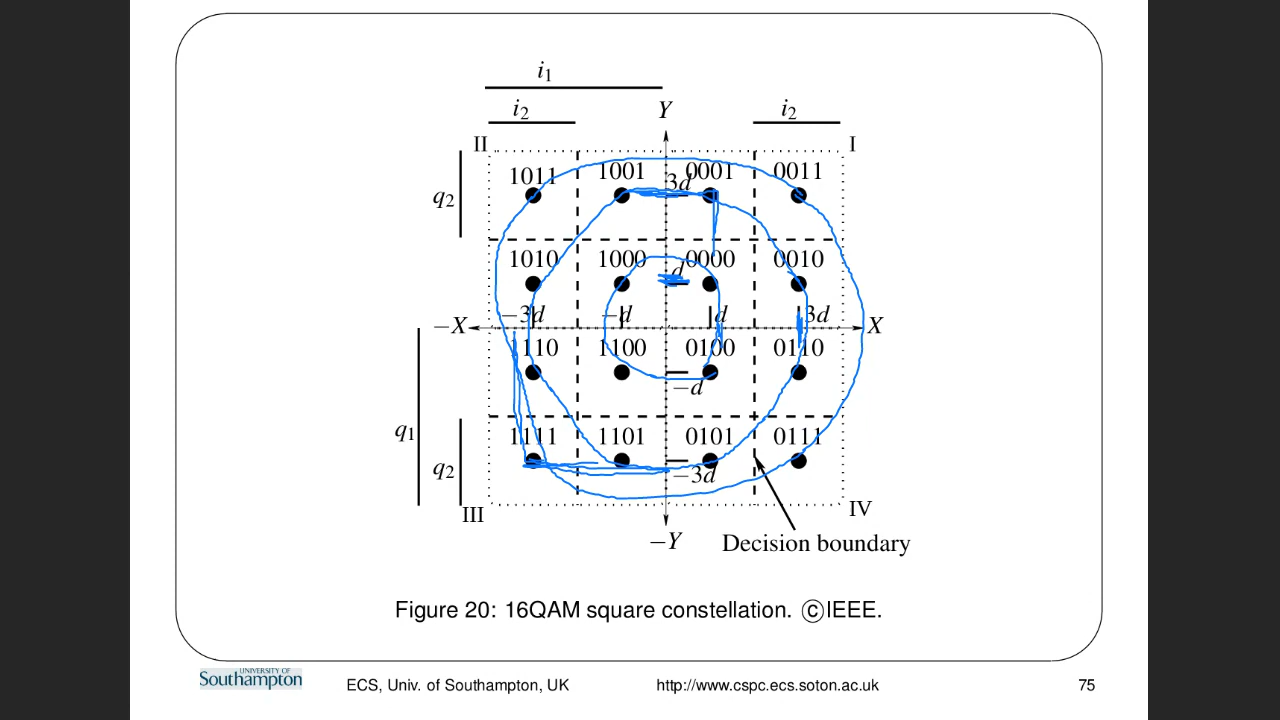 i1
i2 Y i2
II I
1011 1001 0001 0011
3d
q2
1010 1000 0000 0010
d
−3d −d d 3d
−X X
1110 1100 0100 0110
−d
q1 1111 1101 0101 0111
q2 −3d
III IV
−Y Decision boundary
Figure 20: 16QAM square constellation. ©IEEE.
UNIVERSITY OF
Southampton ECS, Univ. of Southampton, UK http://www.cspc.ecs.soton.ac.uk 75